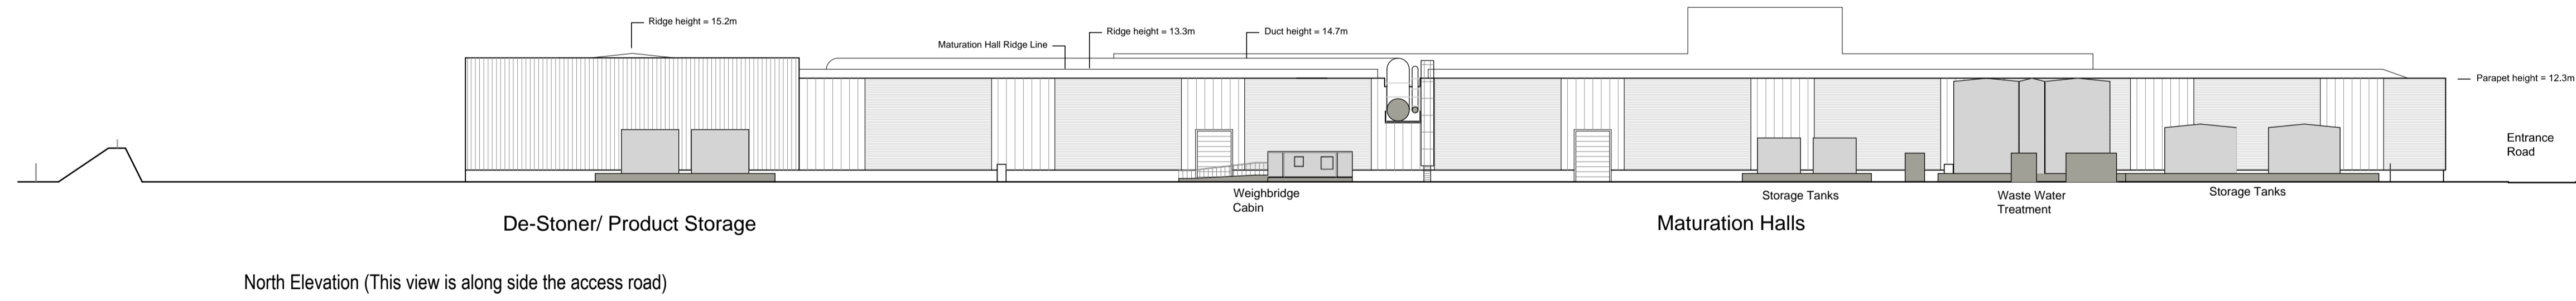 Ridge height = 15.2m
Maturation Hall Ridge Line
Ridge height = 13.3m
Duct height = 14.7m
Parapet height = 12.3m
Entrance
Road
Weighbridge
Cabin
Storage Tanks
Waste Water
Treatment
Storage Tanks
De-Stoner/ Product Storage
Maturation Halls
North Elevation (This view is along side the access road)